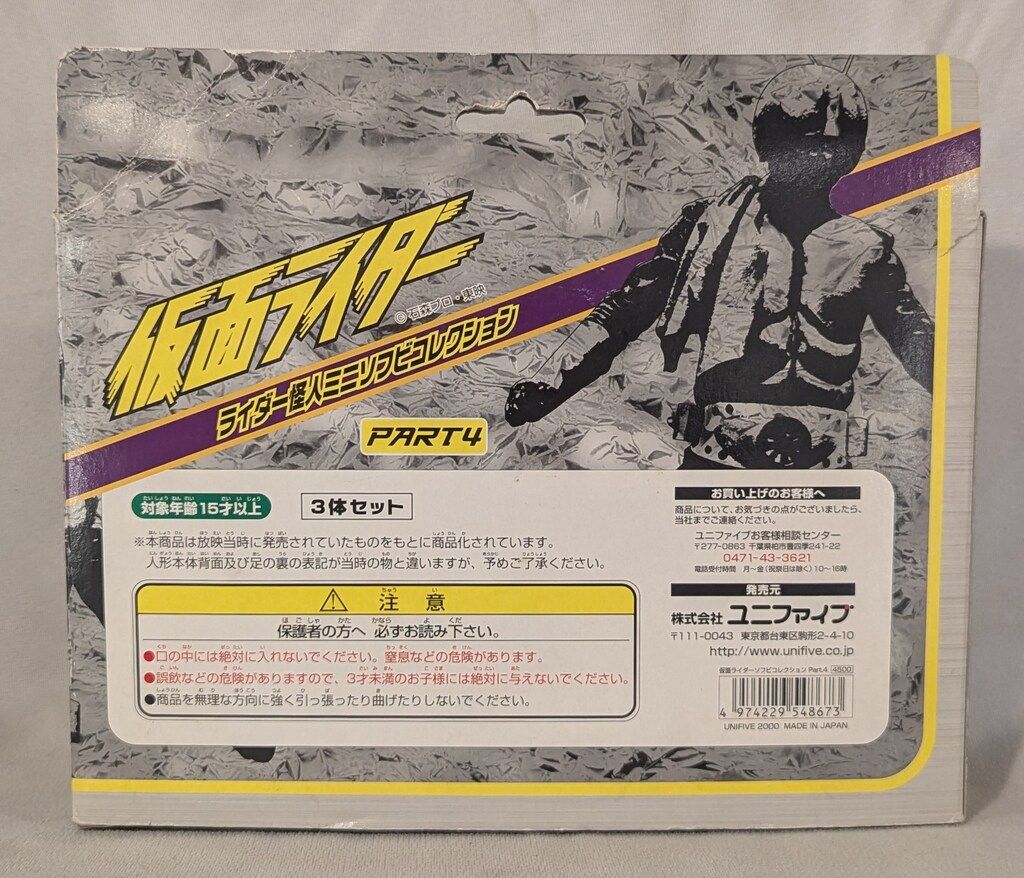 仮面ライダー
©石森プロ・東映
ライダー怪人ミニソフビコレクション
PART4
対象年齢15才以上
3体セット
※本商品は放映当時に発売されていたものをもとに商品化されています。
人形本体背面及び足の裏の表記が当時の物と違いますが、予めご了承ください。
⚠ 注意
保護者の方へ 必ずお読み下さい。
●口の中には絶対に入れないでください。窒息などの危険があります。
●誤飲などの危険がありますので、3才未満のお子様には絶対に与えないでください。
●商品を無理な方向に強く引っ張ったり曲げたりしないでください。
お買い上げのお客様へ
商品について、お気づきの点がございましたら、
当社までご連絡ください。
ユニファイブお客様相談センター
〒277-0863 千葉県柏市豊四季241-22
0471-43-3621
電話受付時間 月〜金(祝祭日は除く)10〜16時
発売元
株式会社 ユニファイブ
〒111-0043 東京都台東区駒形2-4-10
http://www.unifive.co.jp
仮面ライダーソフビコレクション Part.4 4500
4 974229 548673
UNIFIVE 2000 MADE IN JAPAN